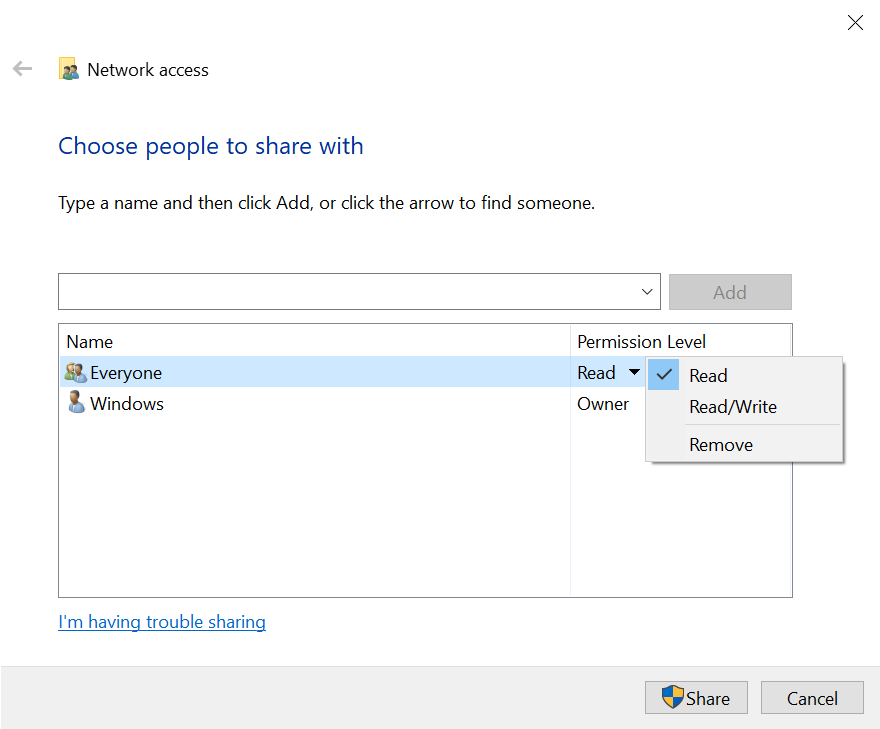 Network access
Choose people to share with
Type a name and then click Add, or click the arrow to find someone.
Add
Name Permission Level
Everyone Read
Windows Owner
Read
Read/Write
Remove
I'm having trouble sharing
Share Cancel